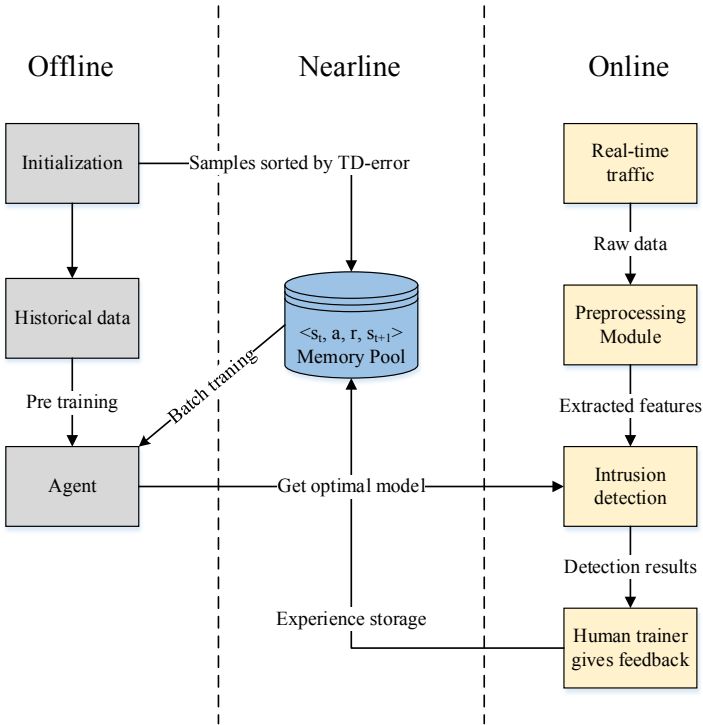 Offline
Nearline
Online
Initialization
Samples sorted by TD-error
Real-time
traffic
Raw data
Historical data
<sₜ, a, r, sₜ₊₁>
Memory Pool
Preprocessing
Module
Batch traning
Pre training
Extracted features
Agent
Get optimal model
Intrusion
detection
Detection results
Experience storage
Human trainer
gives feedback